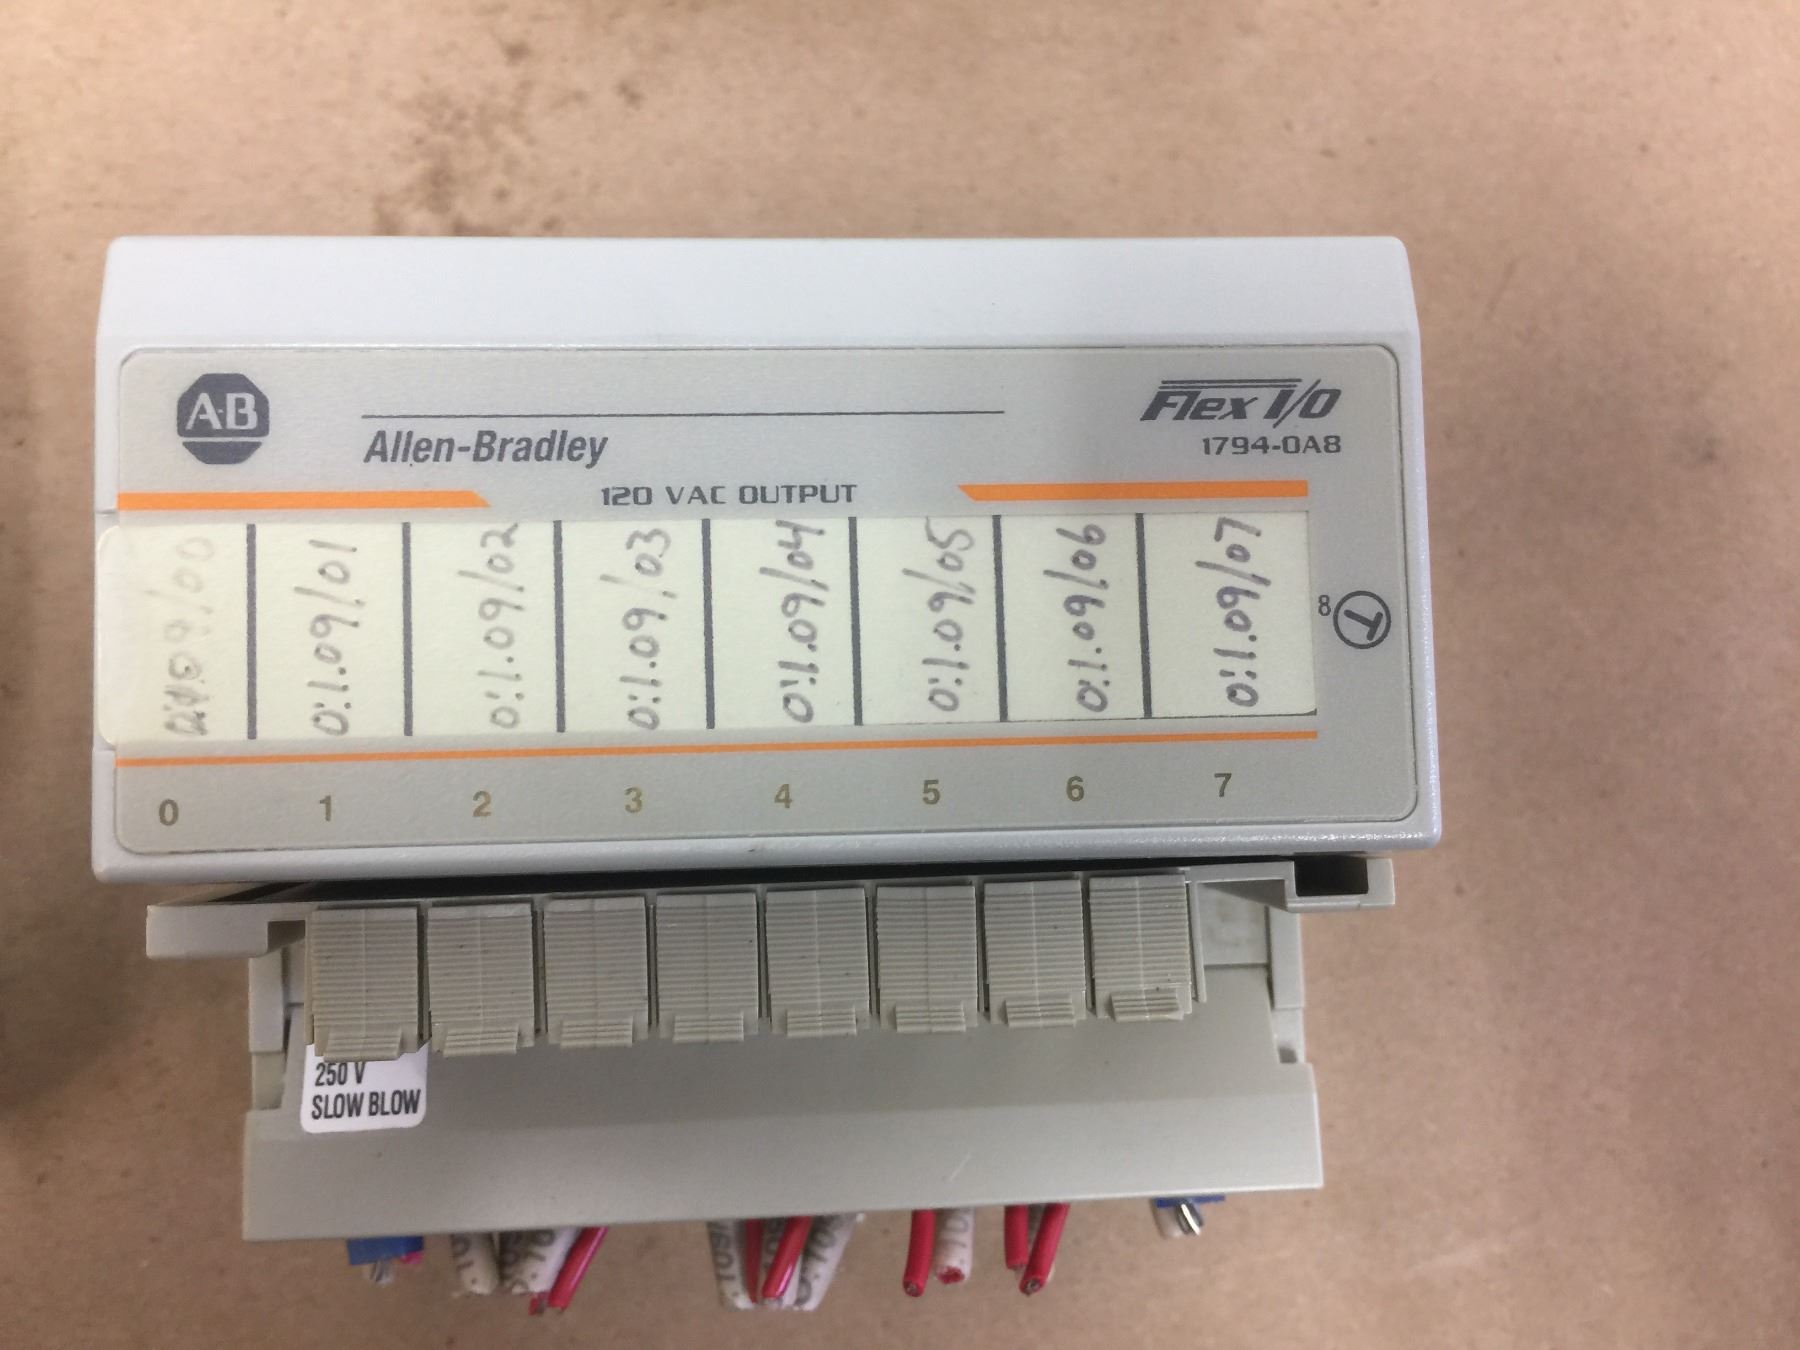 A·B
Allen-Bradley
Flex I/O
1794-OA8
120 VAC OUTPUT
O:1.09/01
O:1.09/02
O:1.09/03
O:1.09/04
O:1.09/05
O:1.09/06
O:1.09/07
8
T
0 1 2 3 4 5 6 7
250 V
SLOW BLOW